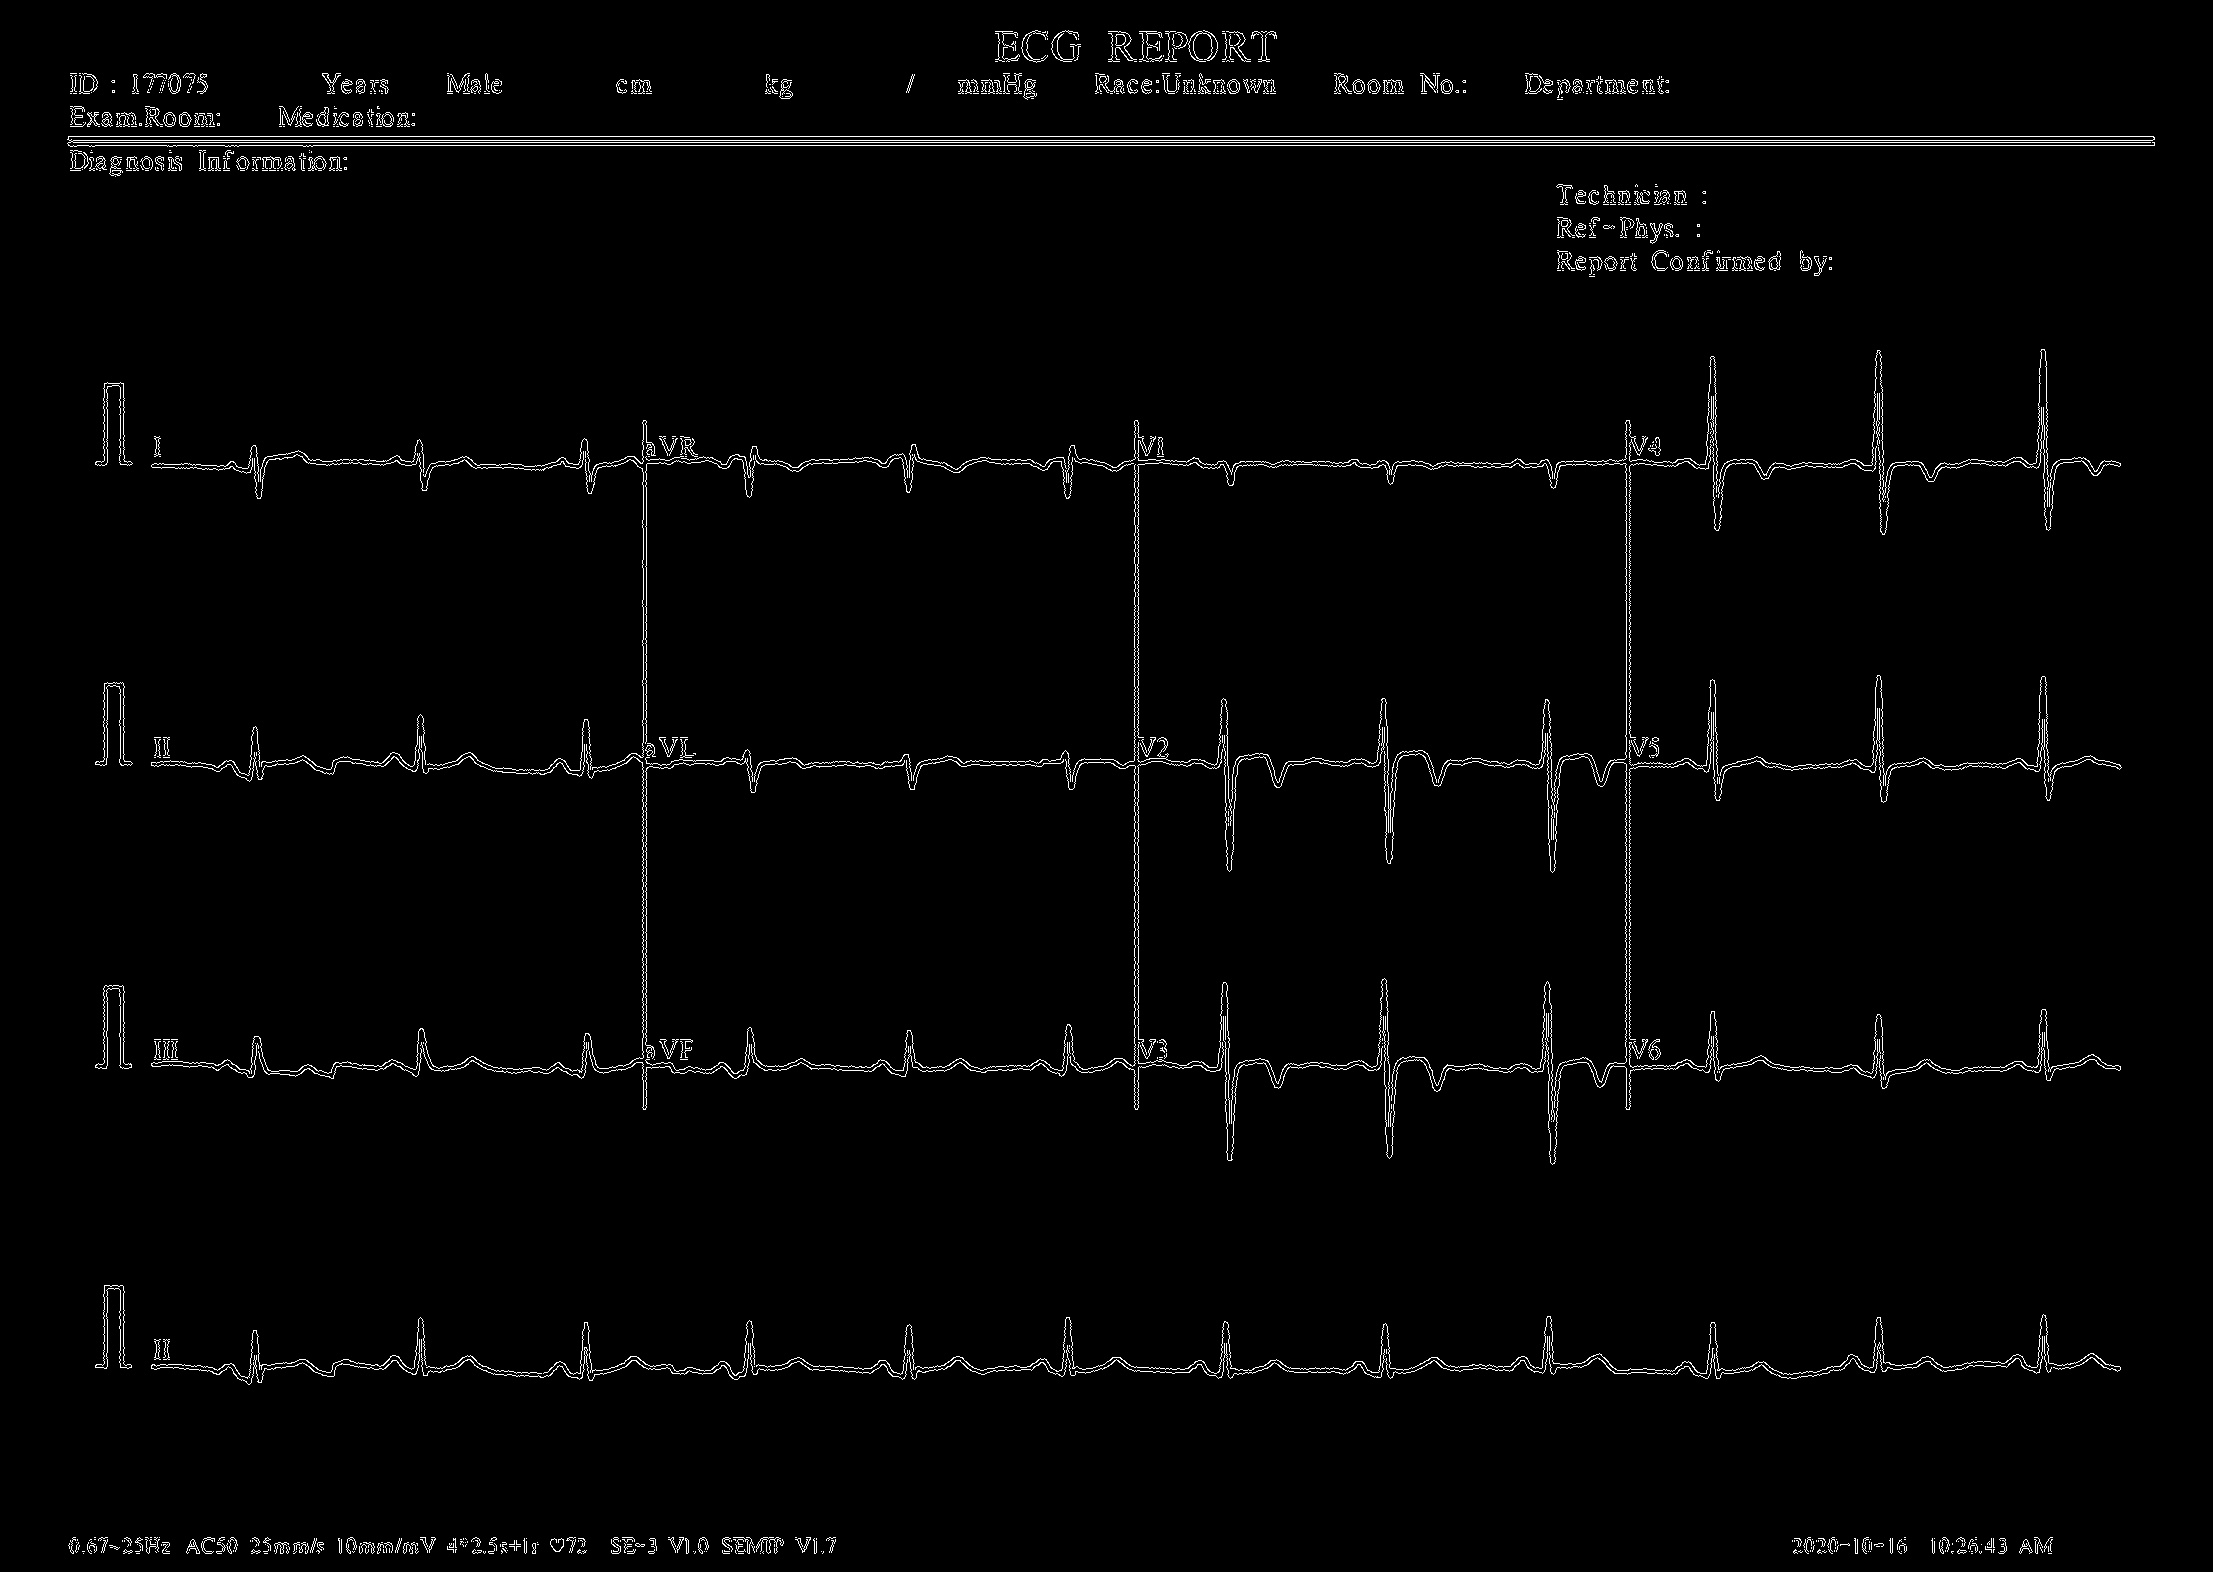 ECG REPORT
ID : 177075 Years Male cm kg / mmHg Race:Unknown Room No.: Department:
Exam.Room: Medication:
Diagnosis Information:
Technician :
Ref-Phys. :
Report Confirmed by:
I aVR V1 V4
II aVL V2 V5
III aVF V3 V6
II
0.67~25Hz AC50 25mm/s 10mm/mV 4*2.5s+1r ♡72 SE-3 V1.0 SEMIP V1.7 2020-10-16 10:26:43 AM